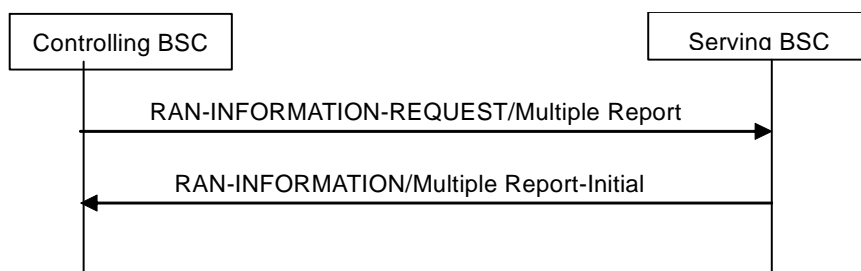 Controlling BSC
Serving BSC
RAN-INFORMATION-REQUEST/Multiple Report
RAN-INFORMATION/Multiple Report-Initial